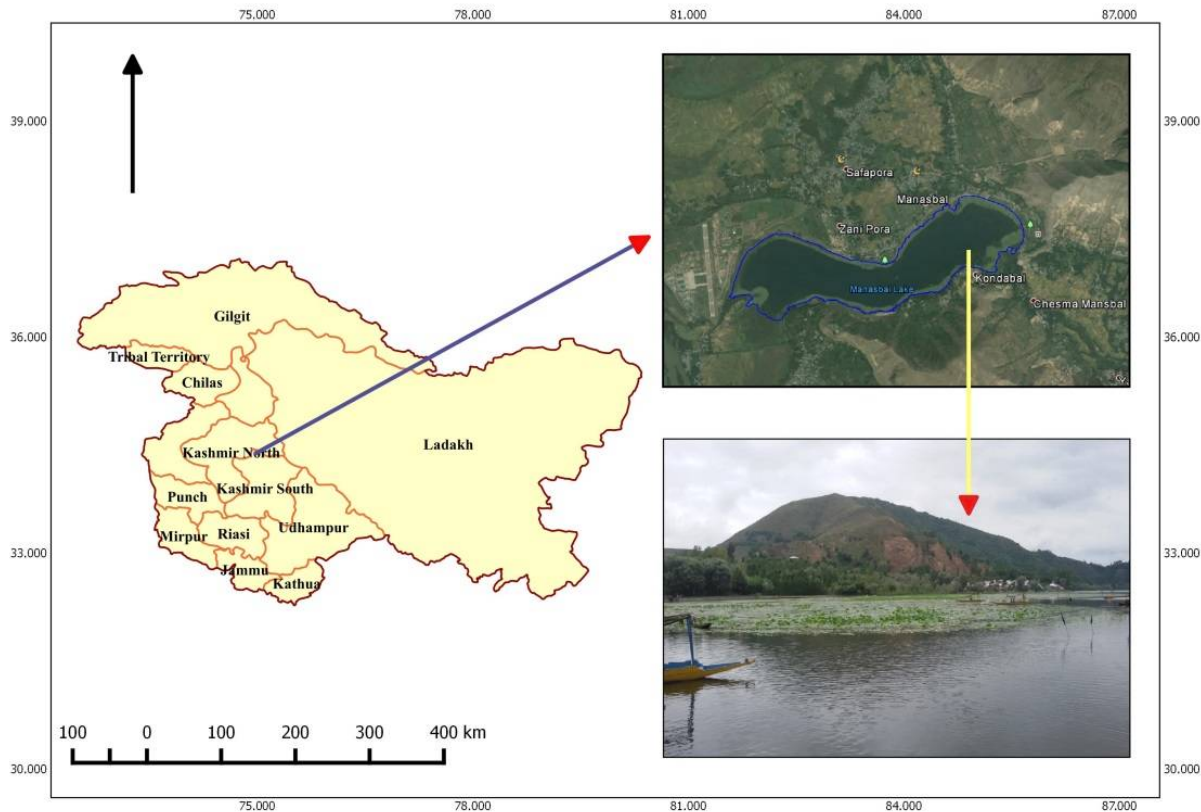 75.000 78.000 81.000 84.000 87.000
39.000 39.000
Safapora
Manasbal
Zani Pora
Kondabal
Manasbal Lake
Chesma Mansbal
Gilgit
36.000 36.000
Tribal Territory
Chilas
Ladakh
Kashmir North
Kashmir South
Punch
Udhampur
Riasi
Mirpur
33.000 33.000
Jammu
Kathua
100 0 100 200 300 400 km
30.000 30.000
75.000 78.000 81.000 84.000 87.000